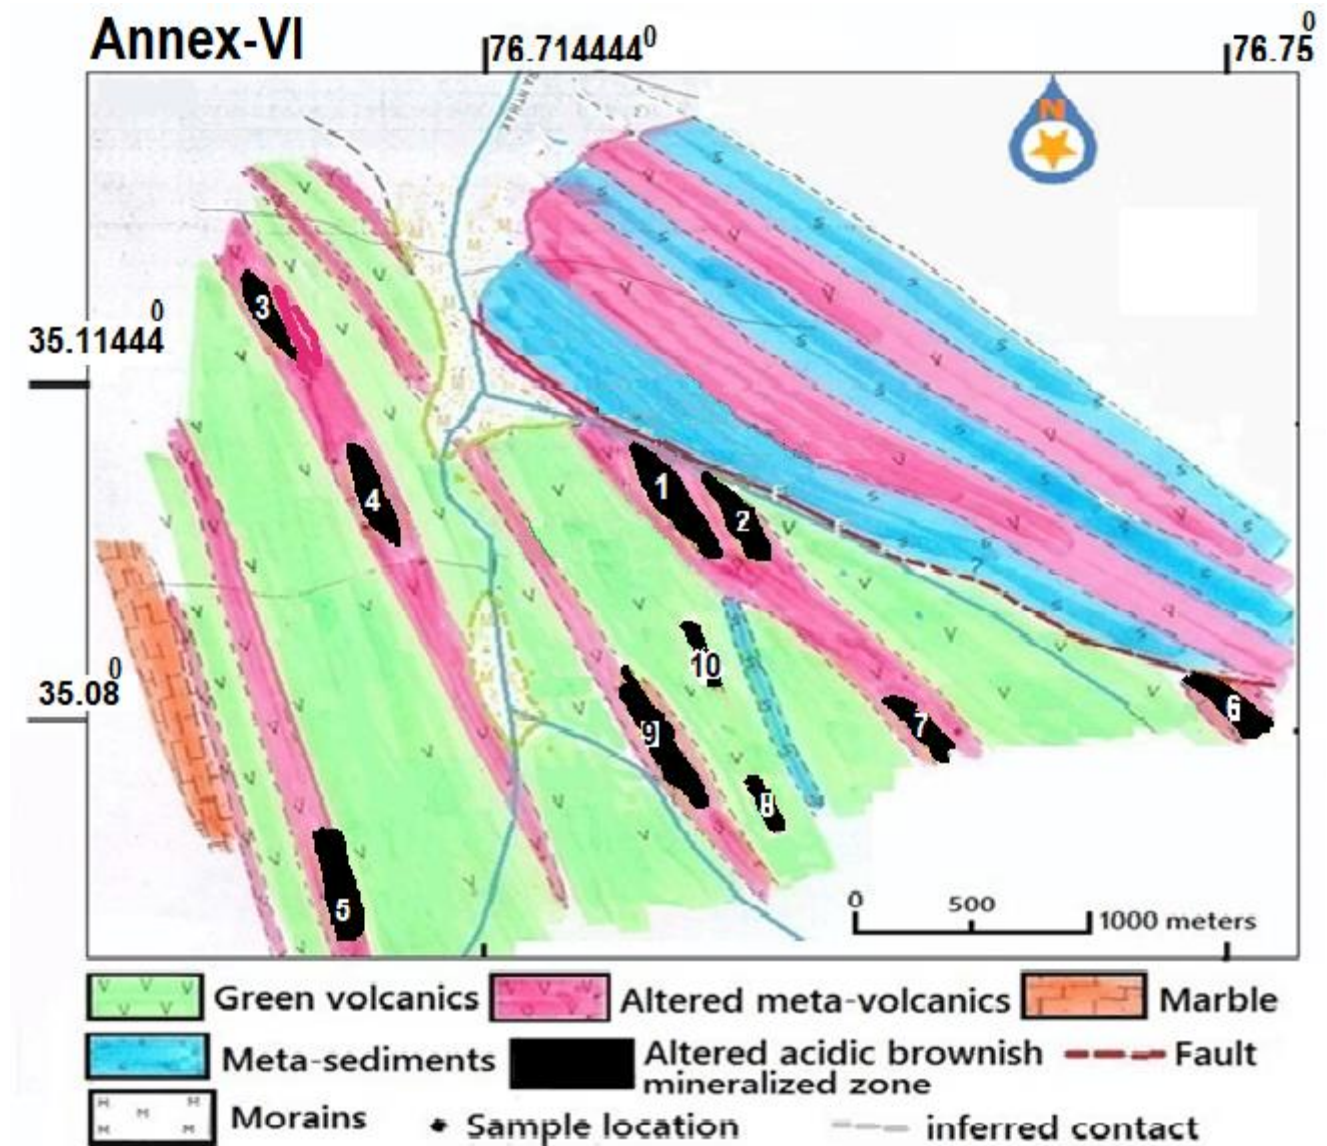 Annex-VI
76.714444⁰
76.75⁰
N
35.11444⁰
35.08⁰
3
4
1
2
10
9
7
6
8
5
F
F
?
0 500 1000 meters
Green volcanics
Altered meta-volcanics
Marble
Meta-sediments
Altered acidic brownish
mineralized zone
Fault
Morains
Sample location
inferred contact